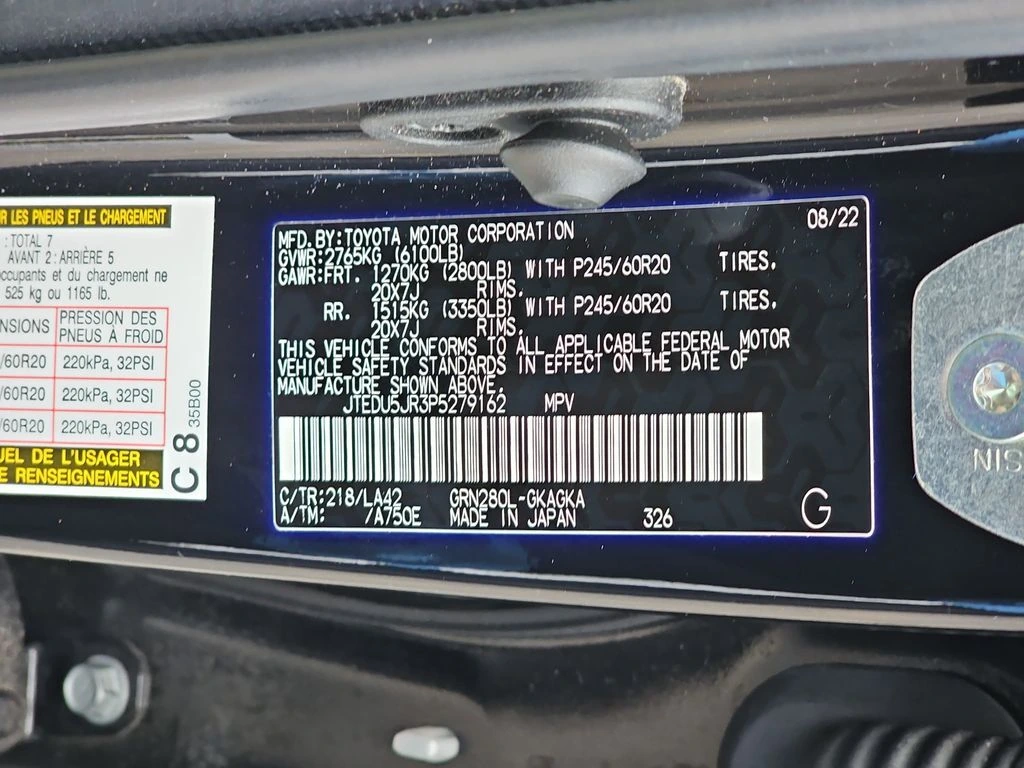 R LES PNEUS ET LE CHARGEMENT
: TOTAL 7
AVANT 2 : ARRIÈRE 5
occupants et du chargement ne
525 kg ou 1165 lb.
ENSIONS PRESSION DES PNEUS À FROID
/60R20 220kPa, 32PSI
/60R20 220kPa, 32PSI
/60R20 220kPa, 32PSI
UEL DE L'USAGER
E RENSEIGNEMENTS
C 8 35B00
08/22
MFD.BY:TOYOTA MOTOR CORPORATION
GVWR:2765KG (6100LB)
GAWR:FRT. 1270KG (2800LB) WITH P245/60R20 TIRES.
20X7J RIMS.
RR. 1515KG (3350LB) WITH P245/60R20 TIRES.
20X7J RIMS.
THIS VEHICLE CONFORMS TO ALL APPLICABLE FEDERAL MOTOR
VEHICLE SAFETY STANDARDS IN EFFECT ON THE DATE OF
MANUFACTURE SHOWN ABOVE.
JTEDU5JR3P5279162 MPV
C/TR:218/LA42 GRN280L-GKAGKA
A/TM: /A750E MADE IN JAPAN 326
G
NIS